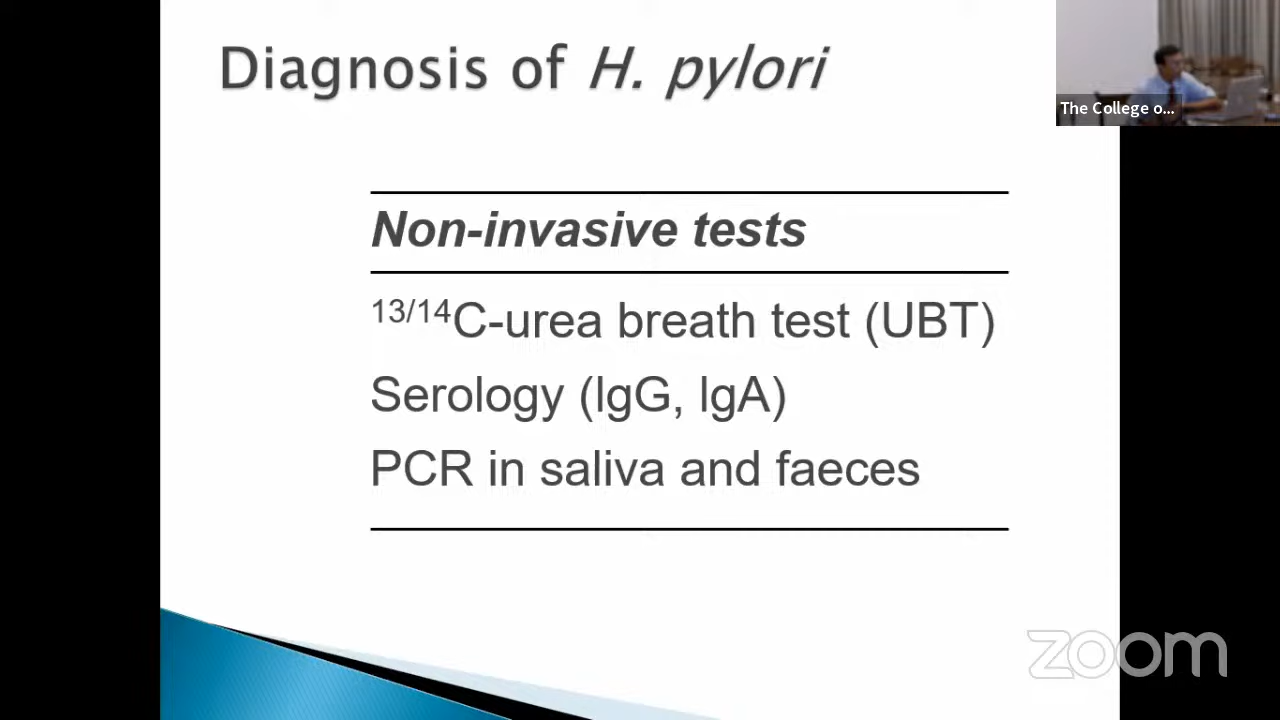 Diagnosis of H. pylori
The College o...
Non-invasive tests
13/14C-urea breath test (UBT)
Serology (IgG, IgA)
PCR in saliva and faeces
zoom